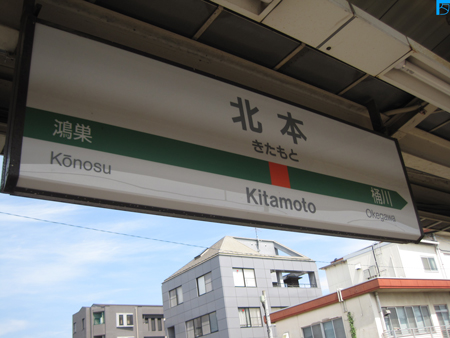 北本
きたもと
鴻巣
桶川
Kōnosu
Kitamoto
Okegawa